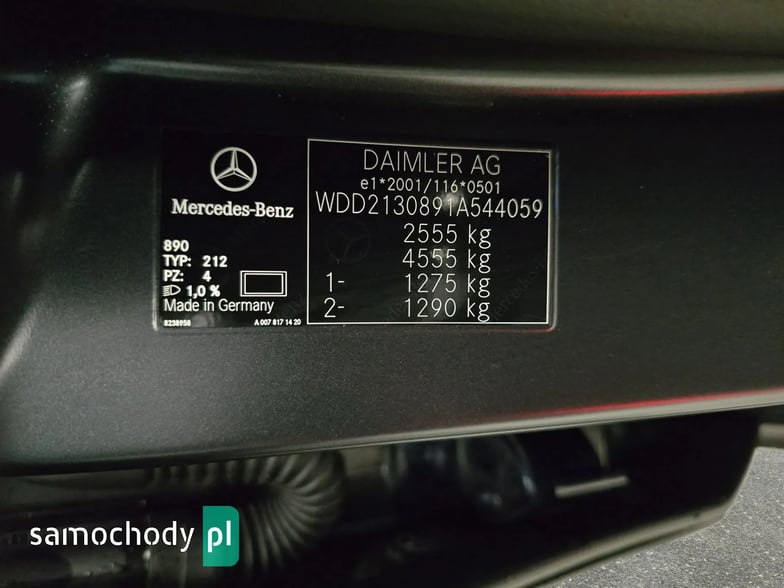 Mercedes-Benz
890
TYP: 212
PZ: 4
1,0 %
Made in Germany
8238958
A 007 817 14 20
DAIMLER AG
e1*2001/116*0501
WDD2130891A544059
2555 kg
4555 kg
1- 1275 kg
2- 1290 kg
samochody pl